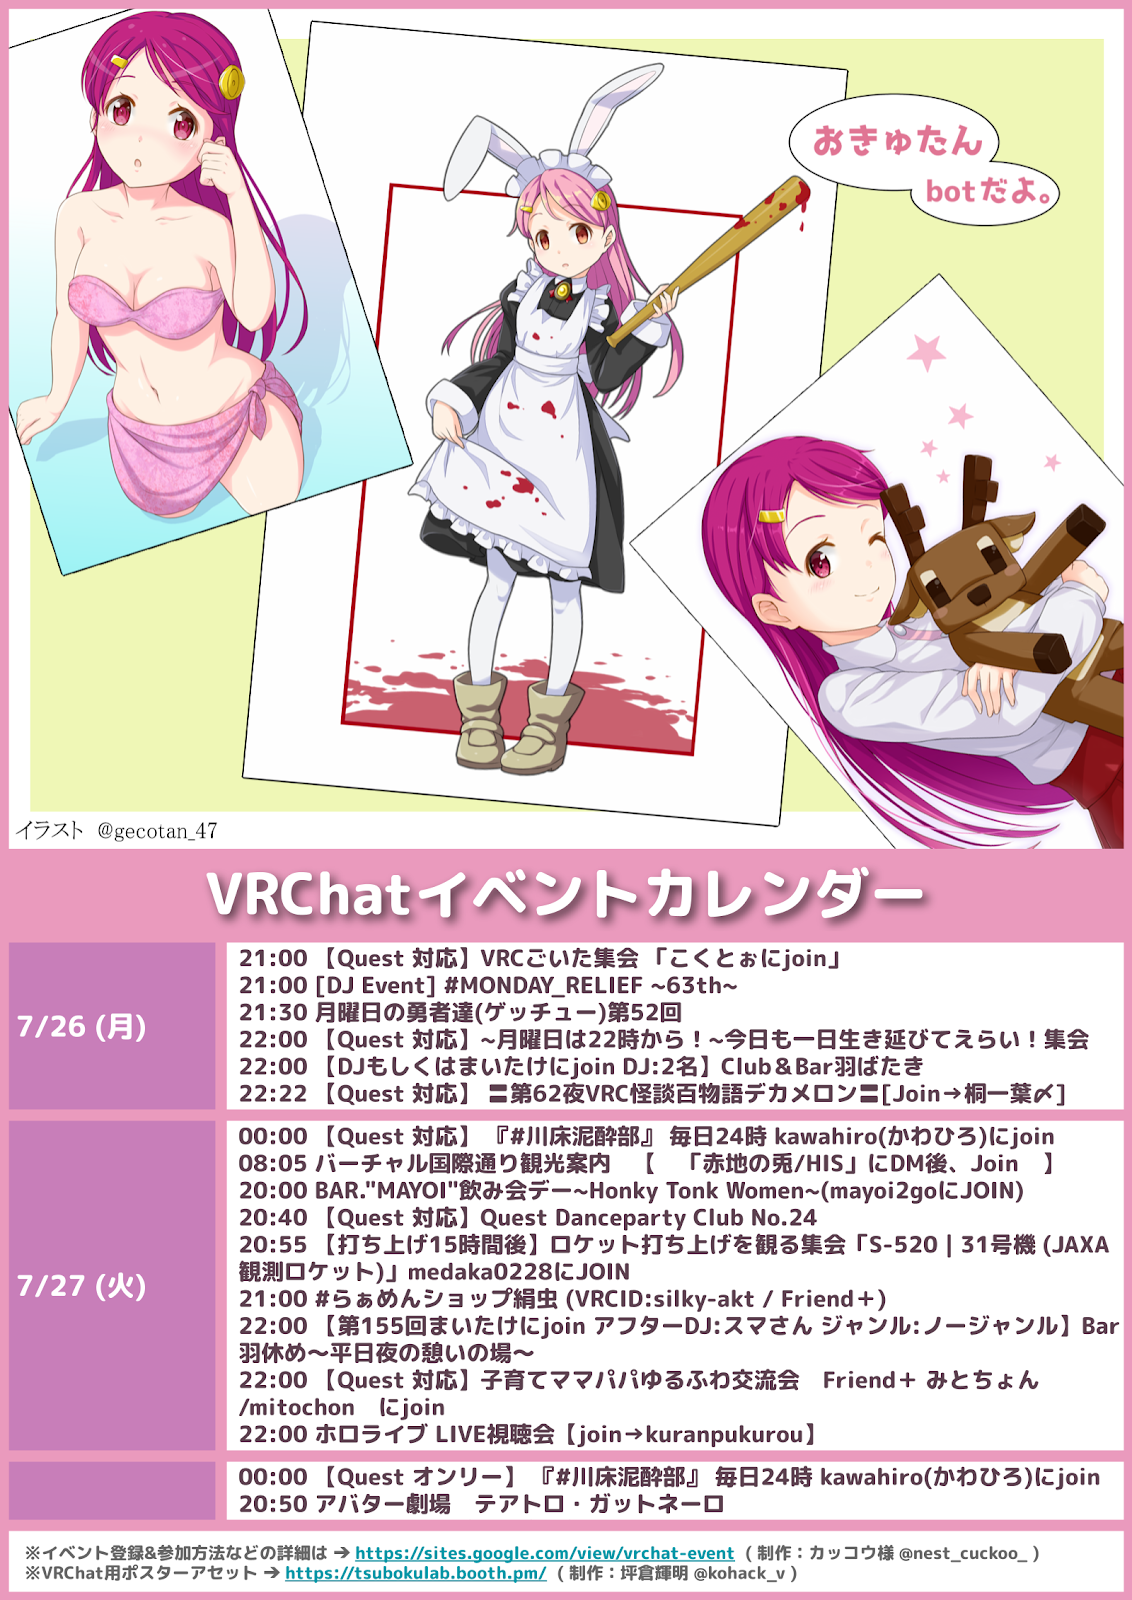 おきゅたん
botだよ。
イラスト @gecotan_47
VRChatイベントカレンダー
7/26 (月)
21:00 【Quest 対応】VRCごいた集会 「こくとぉにjoin」
21:00 [DJ Event] #MONDAY_RELIEF ~63th~
21:30 月曜日の勇者達(ゲッチュー)第52回
22:00 【Quest 対応】~月曜日は22時から！~今日も一日生き延びてえらい！集会
22:00 【DJもしくはまいたけにjoin DJ:2名】Club＆Bar羽ばたき
22:22 【Quest 対応】 〓第62夜VRC怪談百物語デカメロン〓[Join→桐一葉〆]
7/27 (火)
00:00 【Quest 対応】 『#川床泥酔部』 毎日24時 kawahiro(かわひろ)にjoin
08:05 バーチャル国際通り観光案内　【　「赤地の兎/HIS」にDM後、Join　】
20:00 BAR."MAYOI"飲み会デー~Honky Tonk Women~(mayoi2goにJOIN)
20:40 【Quest 対応】Quest Danceparty Club No.24
20:55 【打ち上げ15時間後】ロケット打ち上げを観る集会「S-520 | 31号機 (JAXA
観測ロケット)」medaka0228にJOIN
21:00 #らぁめんショップ絹虫 (VRCID:silky-akt / Friend＋)
22:00 【第155回まいたけにjoin アフターDJ:スマさん ジャンル:ノージャンル】Bar
羽休め〜平日夜の憩いの場〜
22:00 【Quest 対応】子育てママパパゆるふわ交流会　Friend＋ みとちょん
/mitochon　にjoin
22:00 ホロライブ LIVE視聴会【join→kuranpukurou】
00:00 【Quest オンリー】 『#川床泥酔部』 毎日24時 kawahiro(かわひろ)にjoin
20:50 アバター劇場　テアトロ・ガットネーロ
※イベント登録&参加方法などの詳細は → https://sites.google.com/view/vrchat-event （ 制作：カッコウ様 @nest_cuckoo_ ）
※VRChat用ポスターアセット → https://tsubokulab.booth.pm/ （ 制作：坪倉輝明 @kohack_v ）